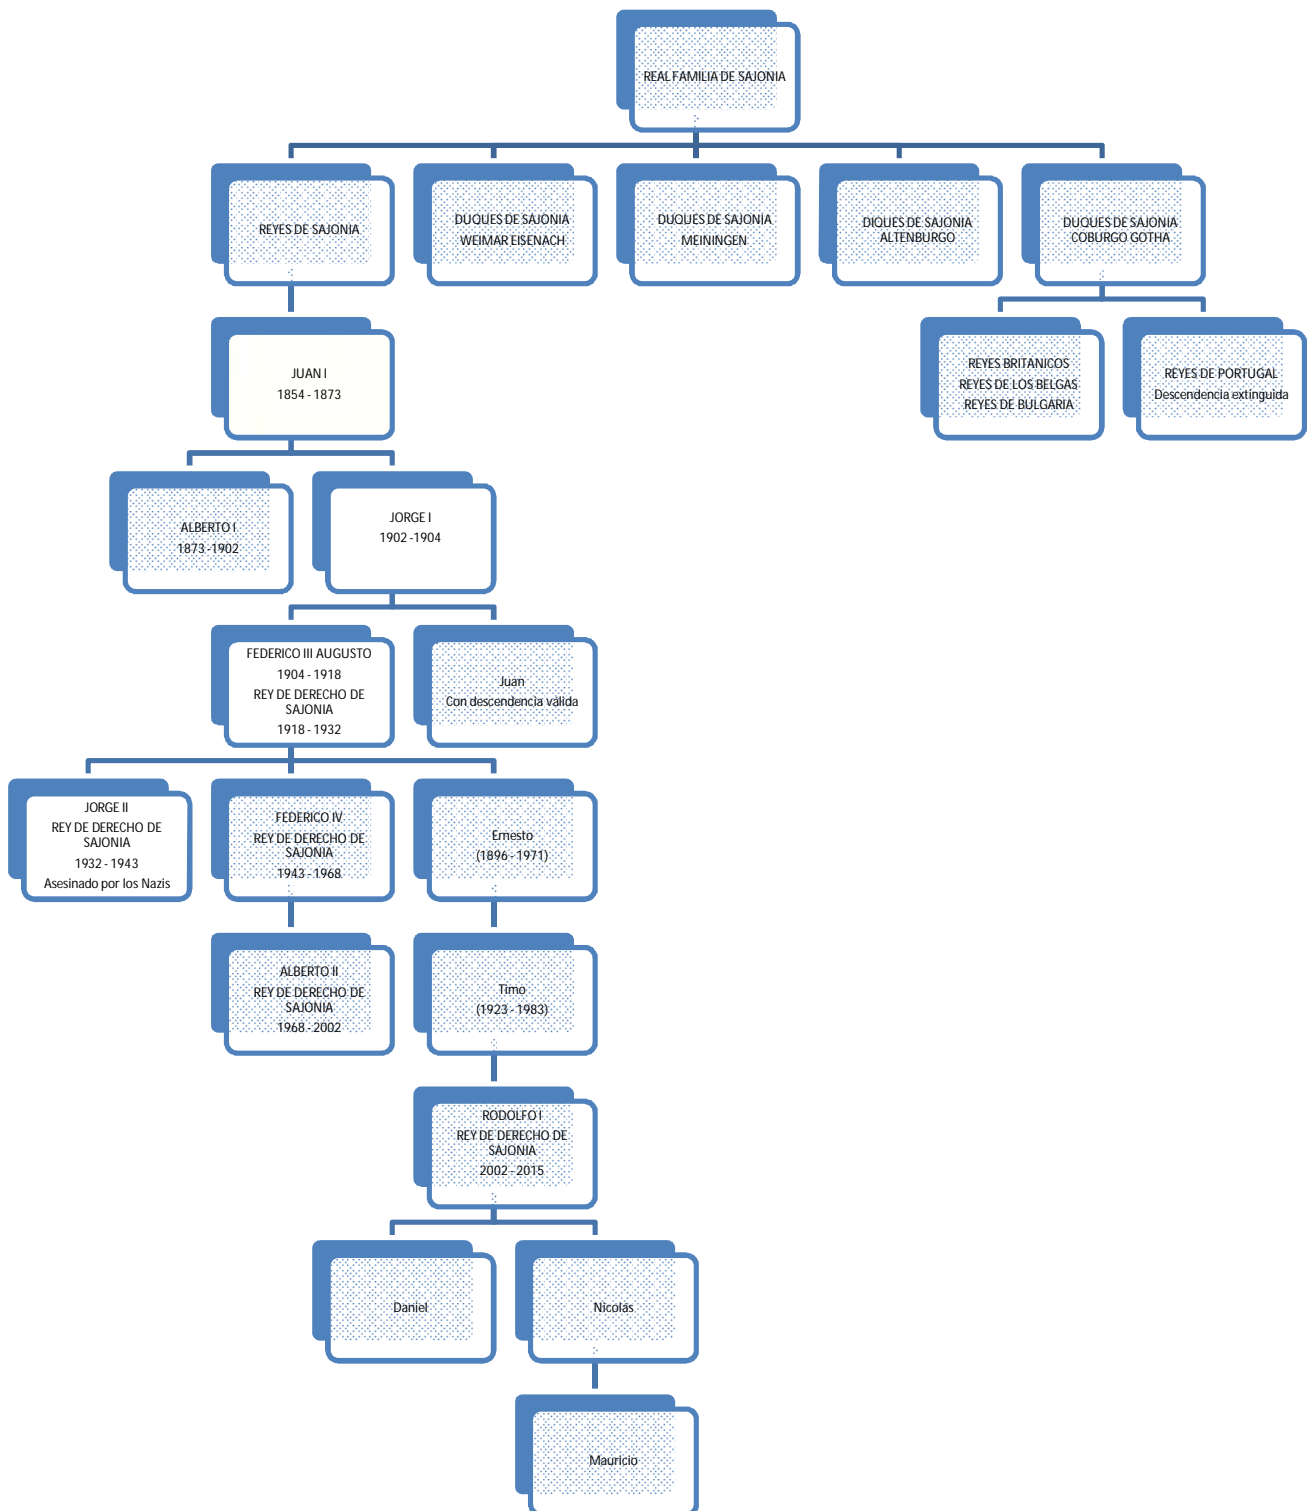 REAL FAMILIA DE SAJONIA
REYES DE SAJONIA
DUQUES DE SAJONIA
WEIMAR EISENACH
DUQUES DE SAJONIA
MEININGEN
DIQUES DE SAJONIA
ALTENBURGO
DUQUES DE SAJONIA
COBURGO GOTHA
JUAN I
1854 - 1873
REYES BRITANICOS
REYES DE LOS BELGAS
REYES DE BULGARIA
REYES DE PORTUGAL
Descendencia extinguida
ALBERTO I
1873 -1902
JORGE I
1902 -1904
FEDERICO III AUGUSTO
1904 - 1918
REY DE DERECHO DE
SAJONIA
1918 - 1932
Juan
Con descendencia válida
JORGE II
REY DE DERECHO DE
SAJONIA
1932 - 1943
Asesinado por los Nazis
FEDERICO IV
REY DE DERECHO DE
SAJONIA
1943 - 1968
Ernesto
(1896 - 1971)
ALBERTO II
REY DE DERECHO DE
SAJONIA
1968 - 2002
Timo
(1923 - 1983)
RODOLFO I
REY DE DERECHO DE
SAJONIA
2002 - 2015
Daniel
Nicolás
Mauricio